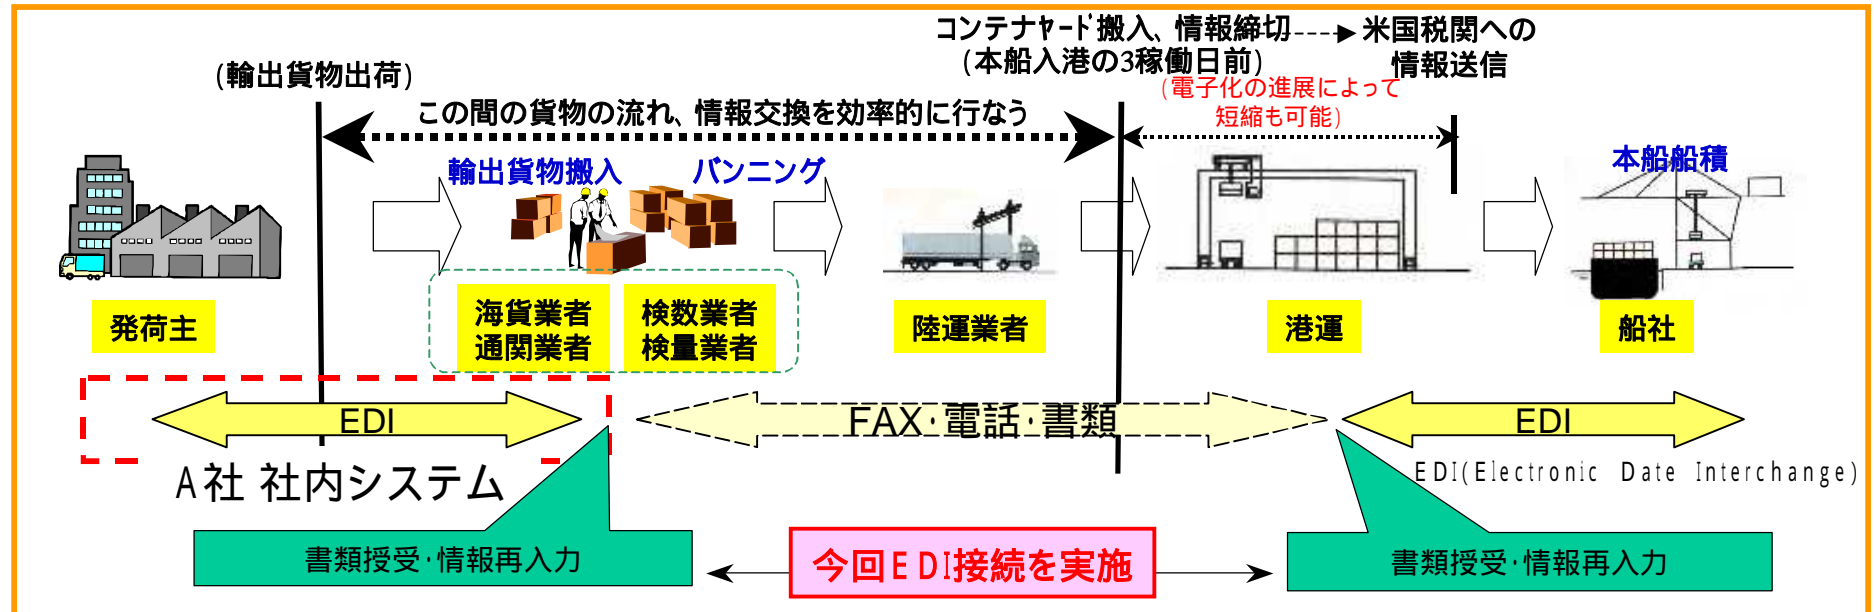 コンテナヤード搬入、情報締切
(本船入港の3稼働日前)
米国税関への
情報送信
(輸出貨物出荷)
(電子化の進展によって
短縮も可能)
この間の貨物の流れ、情報交換を効率的に行なう
輸出貨物搬入
バンニング
本船船積
発荷主
海貨業者
通関業者
検数業者
検量業者
陸運業者
港運
船社
EDI
FAX・電話・書類
EDI
A社 社内システム
EDI(Electronic Date Interchange)
書類授受・情報再入力
今回EDI接続を実施
書類授受・情報再入力